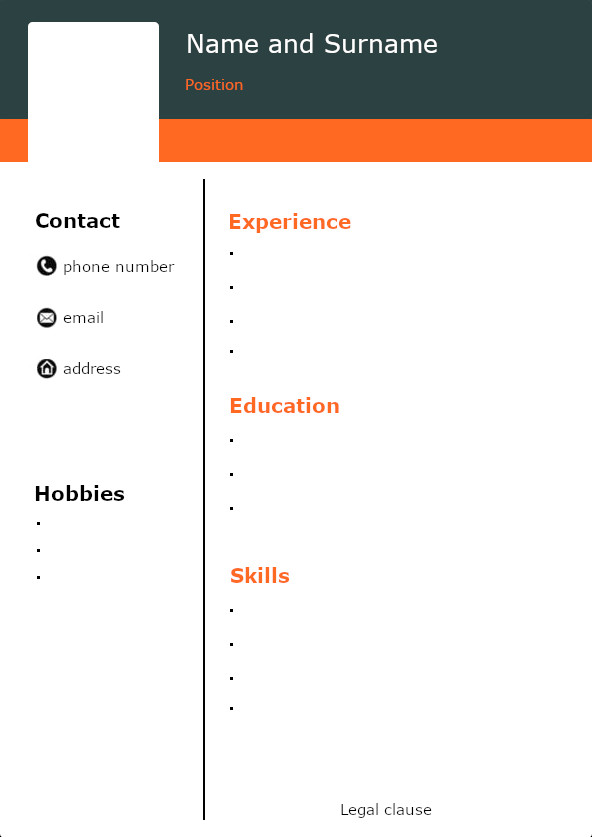 Name and Surname
Position
Contact
phone number
email
address
Hobbies
Experience
Education
Skills
Legal clause